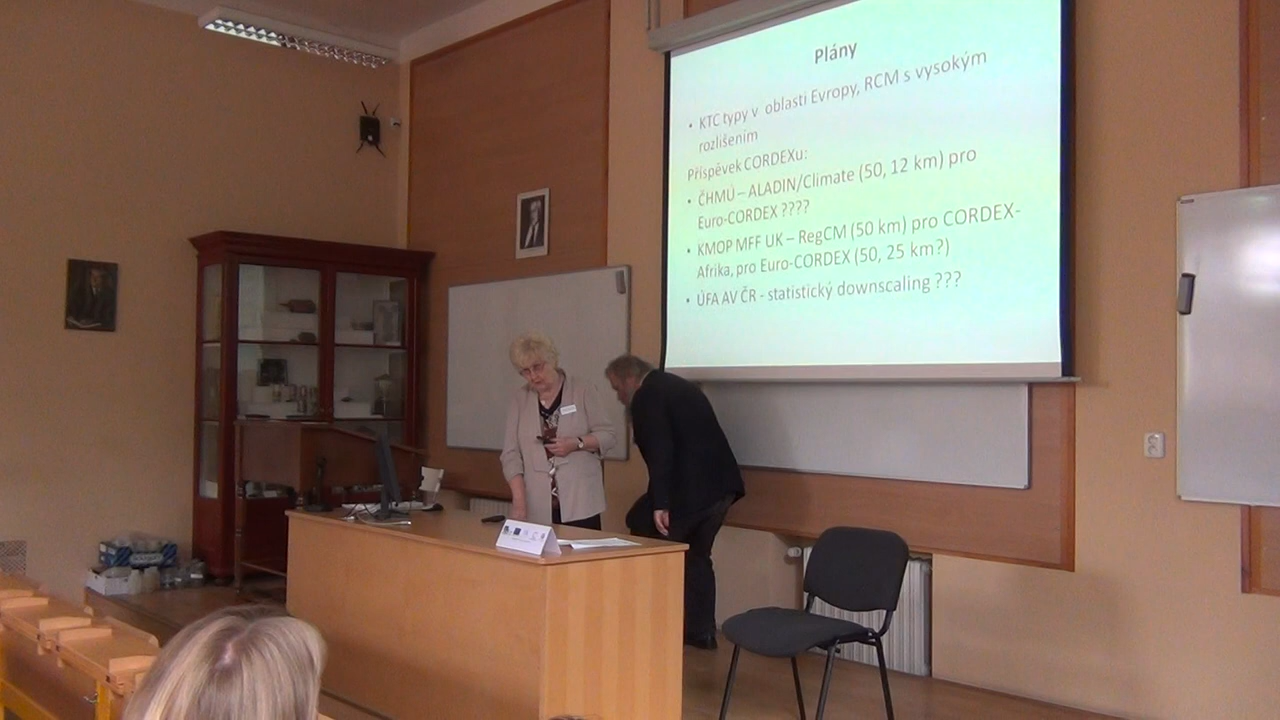 Plány
• KTC typy v oblasti Evropy, RCM s vysokým
rozlišením
Příspěvek CORDEXu:
• ČHMÚ – ALADIN/Climate (50, 12 km) pro
Euro-CORDEX ????
• KMOP MFF UK – RegCM (50 km) pro CORDEX-
Afrika, pro Euro-CORDEX (50, 25 km?)
• ÚFA AV ČR - statistický downscaling ???